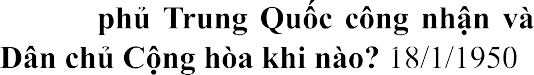 phủ Trung Quốc công nhận và
Dân chủ Cộng hòa khi nào? 18/1/1950